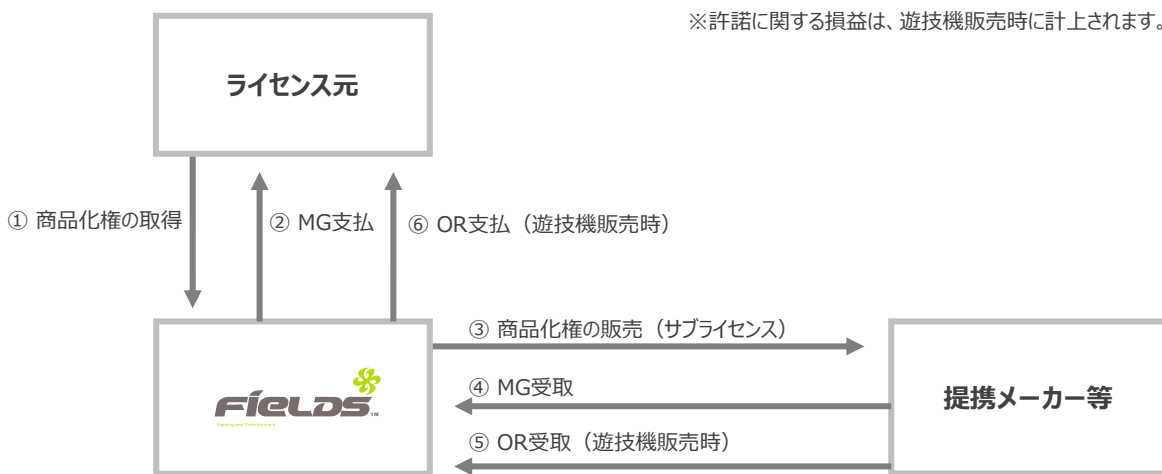 ※許諾に関する損益は、遊技機販売時に計上されます。
ライセンス元
① 商品化権の取得
② MG支払
⑥ OR支払（遊技機販売時）
③ 商品化権の販売（サブライセンス）
FIELDS™
Gaming and Entertainment
④ MG受取
提携メーカー等
⑤ OR受取（遊技機販売時）